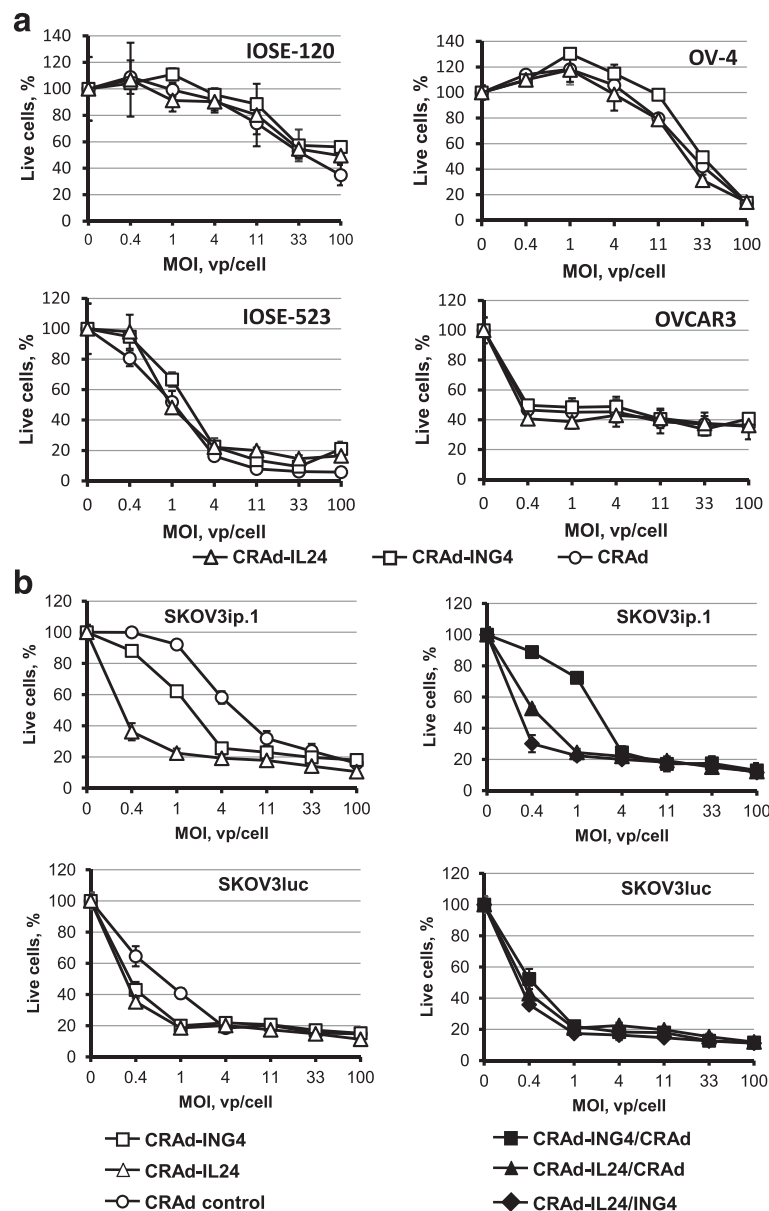 a
IOSE-120
Live cells, %
140
120
100
80
60
40
20
0
0 0.4 1 4 11 33 100
MOI, vp/cell
OV-4
Live cells, %
140
120
100
80
60
40
20
0
0 0.4 1 4 11 33 100
MOI, vp/cell
IOSE-523
Live cells, %
120
100
80
60
40
20
0
0 0.4 1 4 11 33 100
MOI, vp/cell
OVCAR3
Live cells, %
120
100
80
60
40
20
0
0 0.4 1 4 11 33 100
MOI, vp/cell
CRAd-IL24 CRAd-ING4 CRAd
b
SKOV3ip.1
Live cells, %
120
100
80
60
40
20
0
0 0.4 1 4 11 33 100
MOI, vp/cell
SKOV3ip.1
Live cells, %
120
100
80
60
40
20
0
0 0.4 1 4 11 33 100
MOI, vp/cell
SKOV3luc
Live cells, %
120
100
80
60
40
20
0
0 0.4 1 4 11 33 100
MOI, vp/cell
SKOV3luc
Live cells, %
120
100
80
60
40
20
0
0 0.4 1 4 11 33 100
MOI, vp/cell
CRAd-ING4
CRAd-IL24
CRAd control
CRAd-ING4/CRAd
CRAd-IL24/CRAd
CRAd-IL24/ING4